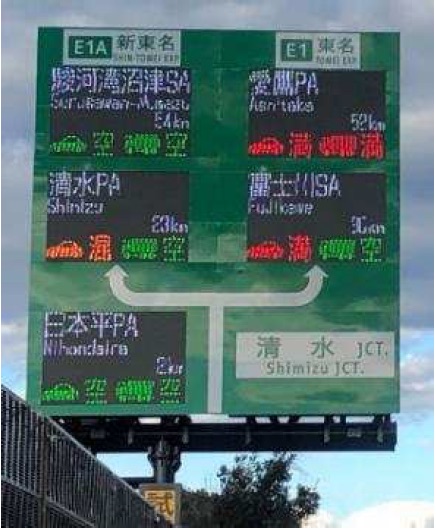 E1A 新東名
SHIN-TOMEI EXP
E1 東名
TOMEI EXP
駿河湾沼津SA
Surugawan-Numazu
54km
空 空
愛鷹PA
Ashitaka
52km
満 満
清水PA
Shimizu
23km
混 空
富士川SA
Fujikawa
満 空
日本平PA
Nihondaira
2km
空 空
清水 JCT.
Shimizu JCT.
試